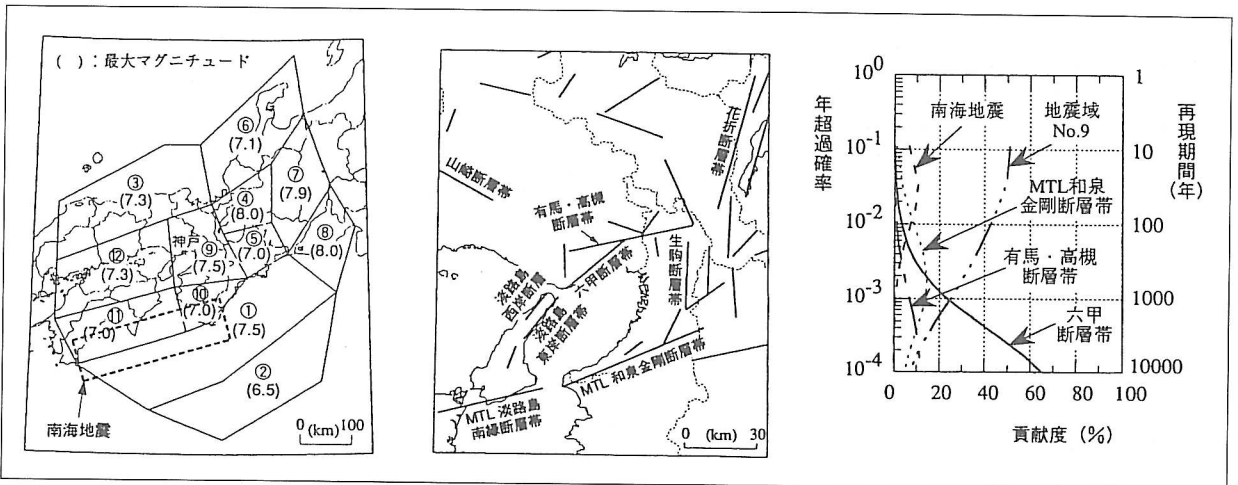 ( ):最大マグニチュード
⑥
(7.1)
③
(7.3)
⑦
(7.9)
④
(8.0)
神戸
⑨
(7.5)
⑤
(7.0)
⑧
(8.0)
⑫
(7.3)
⑩
(7.0)
⑪
(7.0)
①
(7.5)
②
(6.5)
南海地震
0 (km) 100
花折断層帯
山崎断層帯
有馬・高槻
断層帯
生駒断層帯
六甲断層帯
淡路島
西岸断層
淡路島
東岸断層帯
MTL 和泉金剛断層帯
MTL 淡路島
南縁断層帯
0 (km) 30
年超過確率
10⁰
10⁻¹
10⁻²
10⁻³
10⁻⁴
南海地震
地震域
No.9
MTL和泉
金剛断層帯
有馬・高槻
断層帯
六甲
断層帯
1
10
100
1000
10000
再現期間(年)
0 20 40 60 80 100
貢献度 (%)